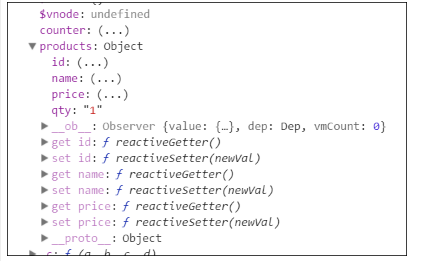 $vnode: undefined
counter: (...)
▼products: Object
id: (...)
name: (...)
price: (...)
qty: "1"
▶__ob__: Observer {value: {…}, dep: Dep, vmCount: 0}
▶get id: ƒ reactiveGetter()
▶set id: ƒ reactiveSetter(newVal)
▶get name: ƒ reactiveGetter()
▶set name: ƒ reactiveSetter(newVal)
▶get price: ƒ reactiveGetter()
▶set price: ƒ reactiveSetter(newVal)
▶__proto__: Object